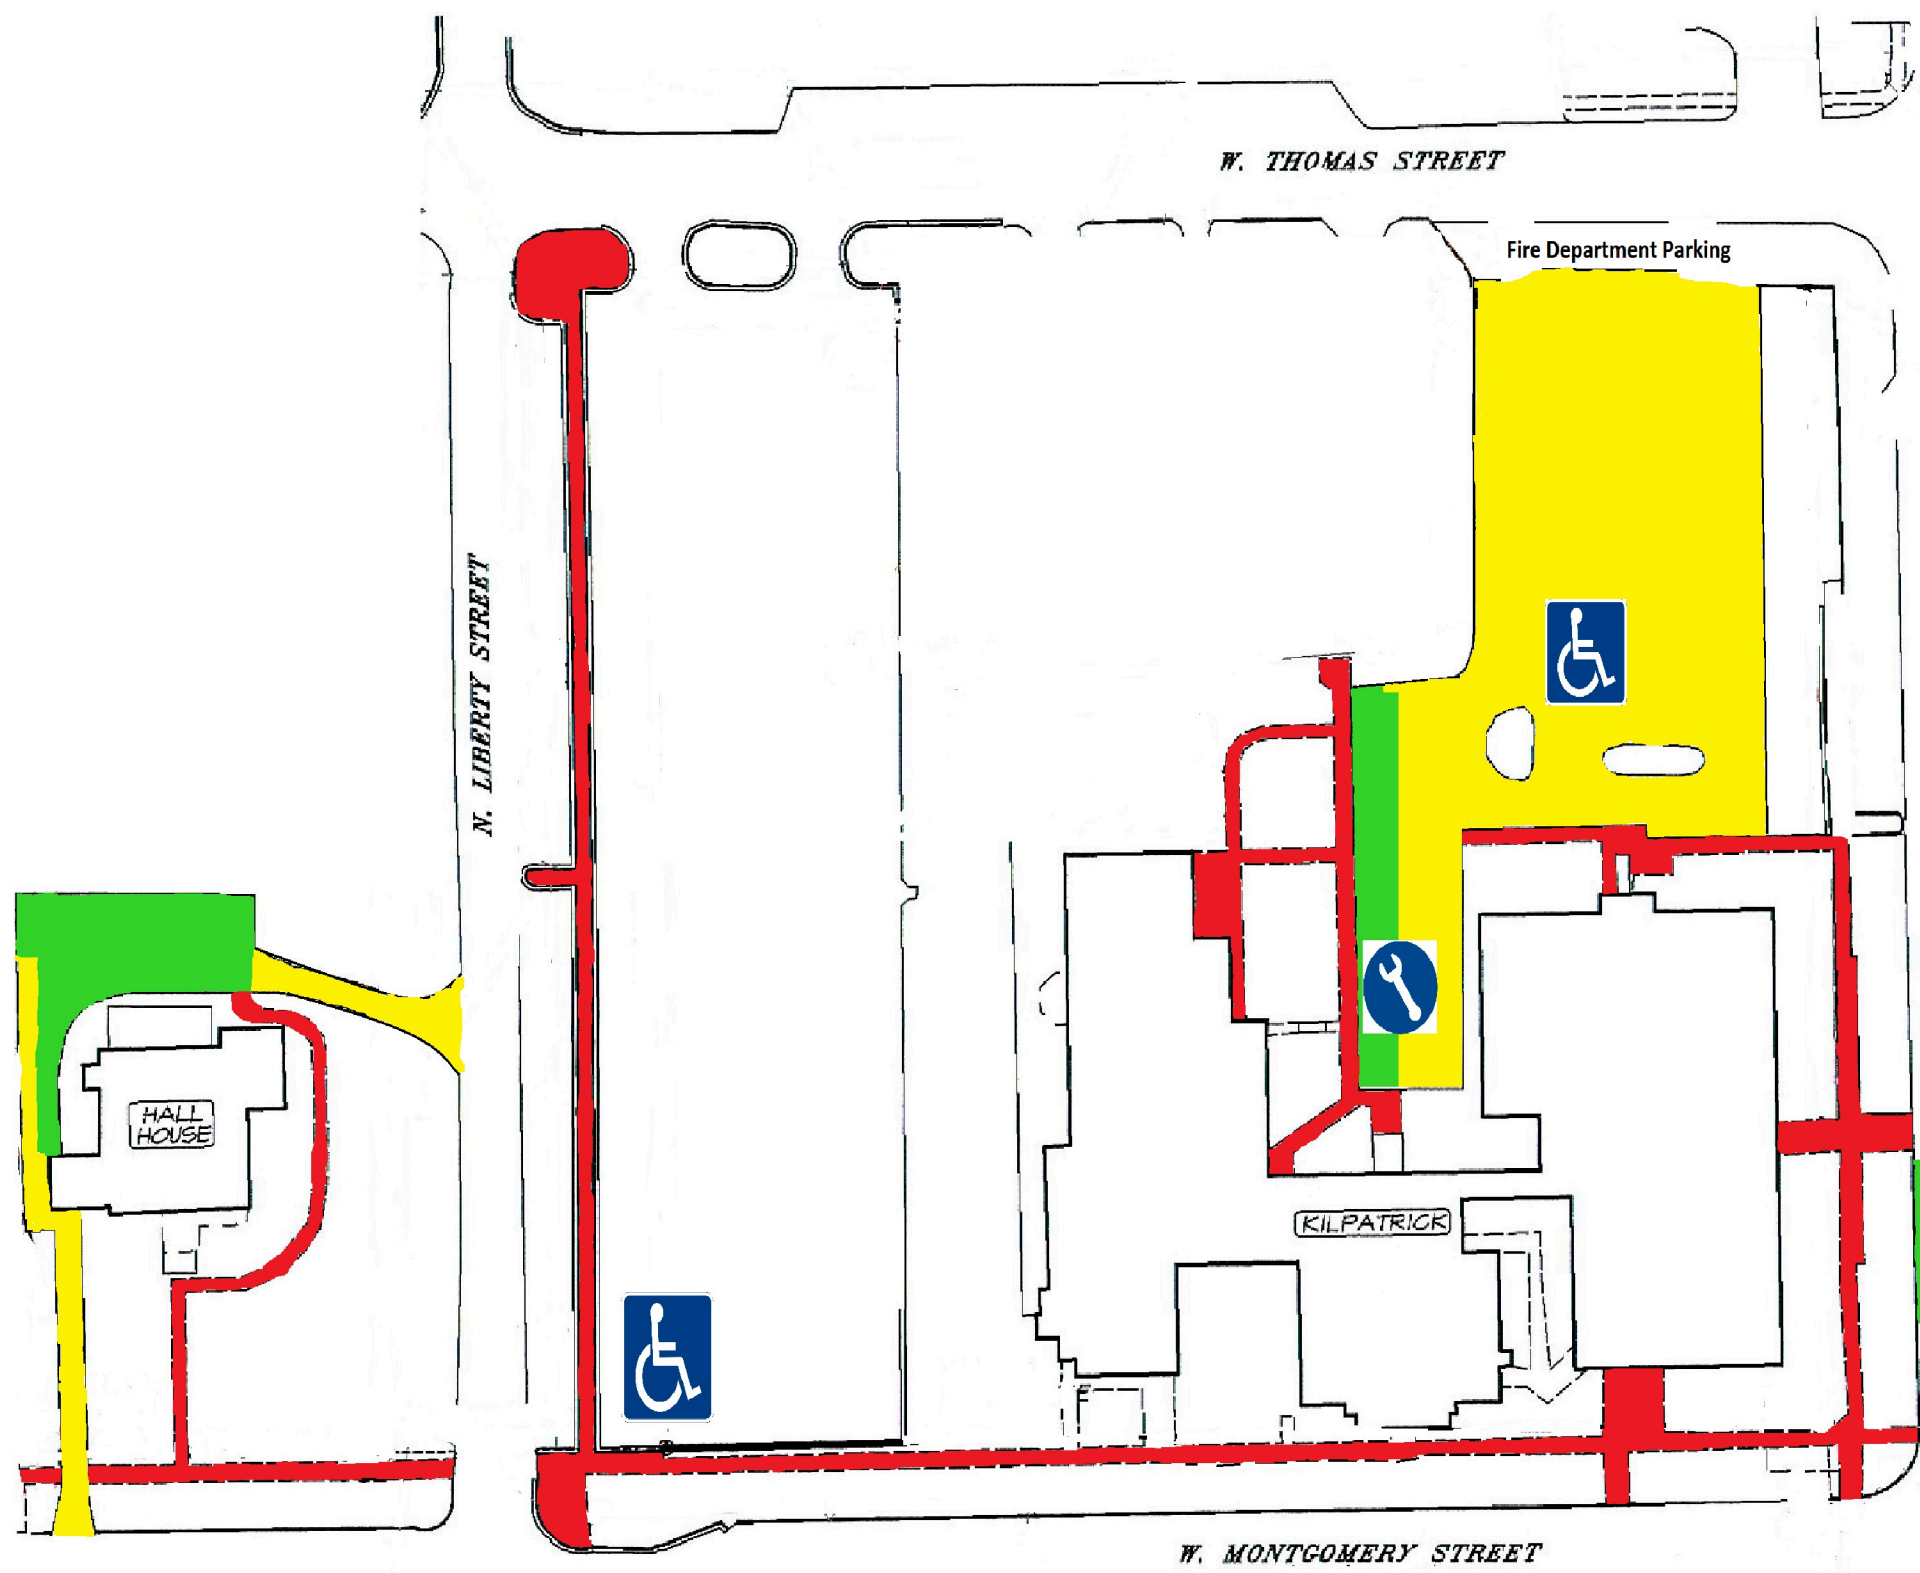 W. THOMAS STREET
Fire Department Parking
N. LIBERTY STREET
HALL
HOUSE
KILPATRICK
W. MONTGOMERY STREET